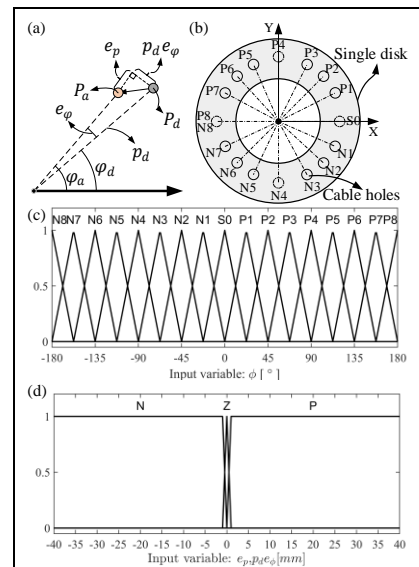 (a)
e_p
p_d e_φ
P_a
P_d
e_φ
p_d
φ_d
φ_a
(b)
Y
P4
P5
P3
P6
P2
P7
P1
P8
N8
S0
X
N7
N1
N6
N2
N5
N3
N4
Single disk
Cable holes
(c)
N8 N7 N6 N5 N4 N3 N2 N1 S0 P1 P2 P3 P4 P5 P6 P7 P8
1
0.5
0
-180 -135 -90 -45 0 45 90 135 180
Input variable: ϕ [ ° ]
(d)
N Z P
1
0.5
0
-40 -35 -30 -25 -20 -15 -10 -5 0 5 10 15 20 25 30 35 40
Input variable: e_p,p_d e_ϕ[mm]